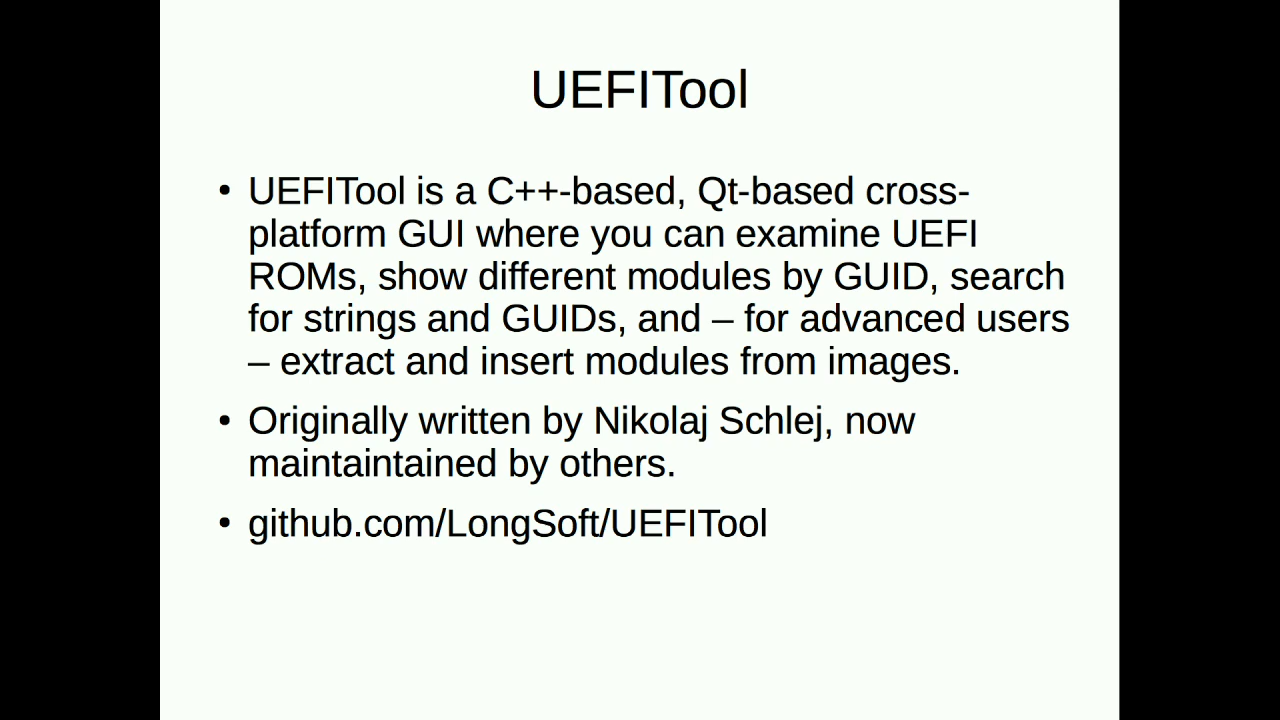 UEFITool
• UEFITool is a C++-based, Qt-based cross-
platform GUI where you can examine UEFI
ROMs, show different modules by GUID, search
for strings and GUIDs, and – for advanced users
– extract and insert modules from images.
• Originally written by Nikolaj Schlej, now
maintaintained by others.
• github.com/LongSoft/UEFITool